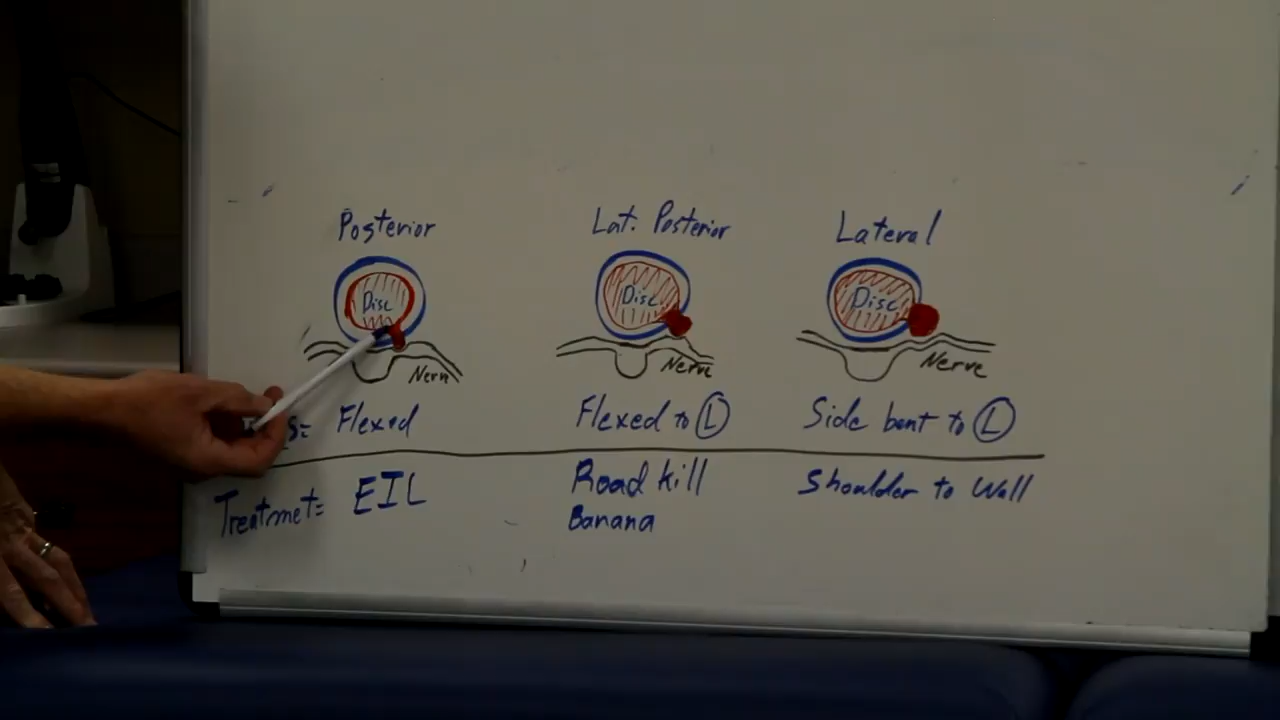 Posterior Lat. Posterior Lateral
Disc Disc Disc
Nerve Nerve
Flexed Flexed to L Side bent to L
Treatmet= EIL Road kill Shoulder to Wall
Banana